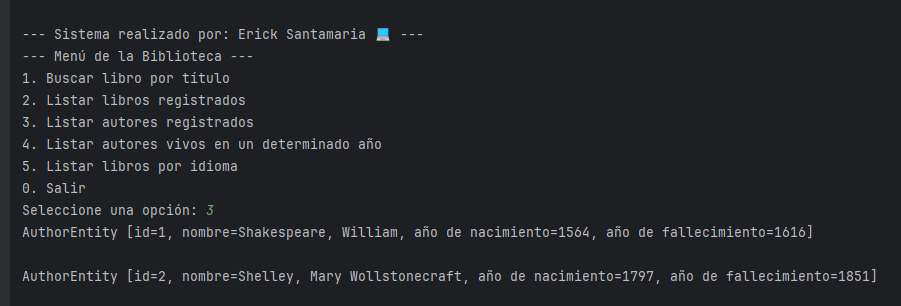 --- Sistema realizado por: Erick Santamaria 💻 ---
--- Menú de la Biblioteca ---
1. Buscar libro por título
2. Listar libros registrados
3. Listar autores registrados
4. Listar autores vivos en un determinado año
5. Listar libros por idioma
0. Salir
Seleccione una opción: 3
AuthorEntity [id=1, nombre=Shakespeare, William, año de nacimiento=1564, año de fallecimiento=1616]
AuthorEntity [id=2, nombre=Shelley, Mary Wollstonecraft, año de nacimiento=1797, año de fallecimiento=1851]